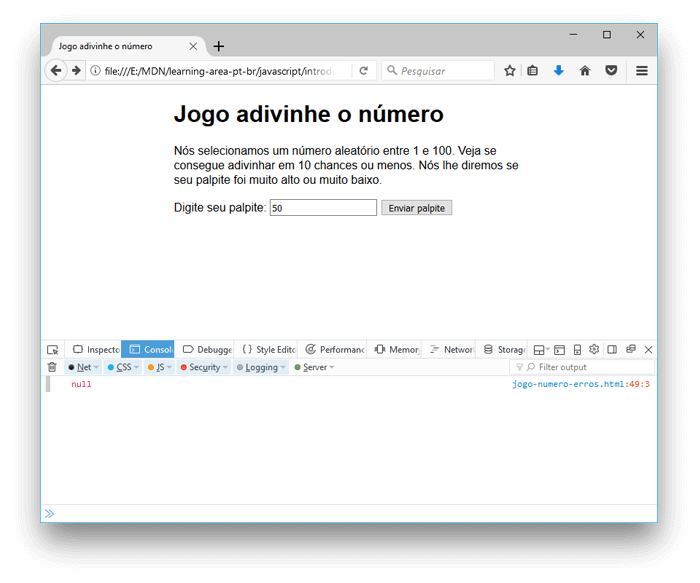 Jogo adivinhe o número
file:///E:/MDN/learning-area-pt-br/javascript/introd
Pesquisar
Jogo adivinhe o número
Nós selecionamos um número aleatório entre 1 e 100. Veja se
consegue adivinhar em 10 chances ou menos. Nós lhe diremos se
seu palpite foi muito alto ou muito baixo.
Digite seu palpite: 50 Enviar palpite
Inspecto Consol Debugge Style Edito Performanc Memor Networ Storag
Net CSS JS Security Logging Server Filter output
null jogo-numero-erros.html:49:3